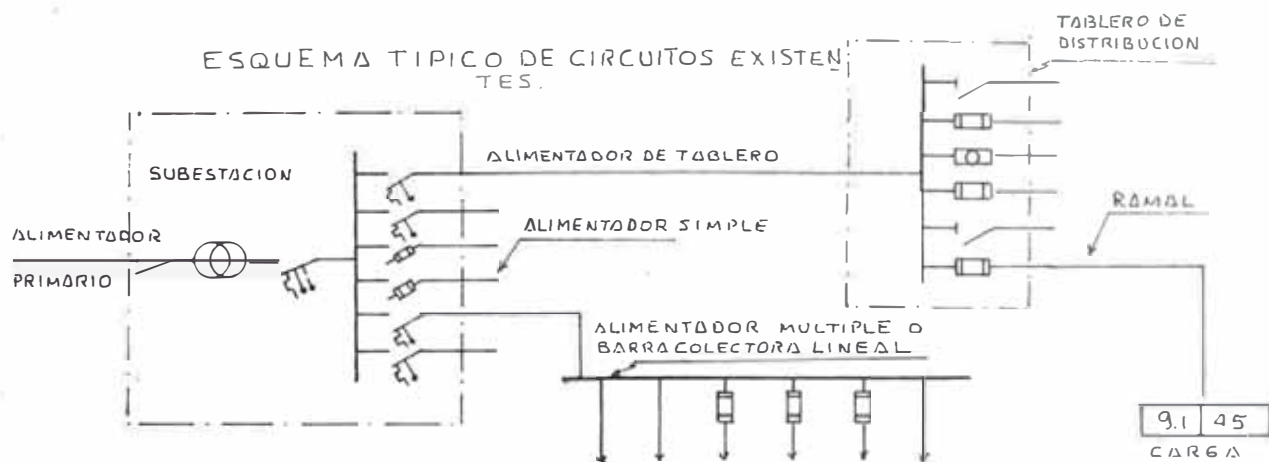 ESQUEMA TIPICO DE CIRCUITOS EXISTEN
TES.
TABLERO DE
DISTRIBUCION
SUBESTACION
ALIMENTADOR DE TABLERO
RAMAL
ALIMENTADOR SIMPLE
ALIMENTADOR
PRIMARIO
ALIMENTADOR MULTIPLE O
BARRA COLECTORA LINEAL
9.1 45
CARGA